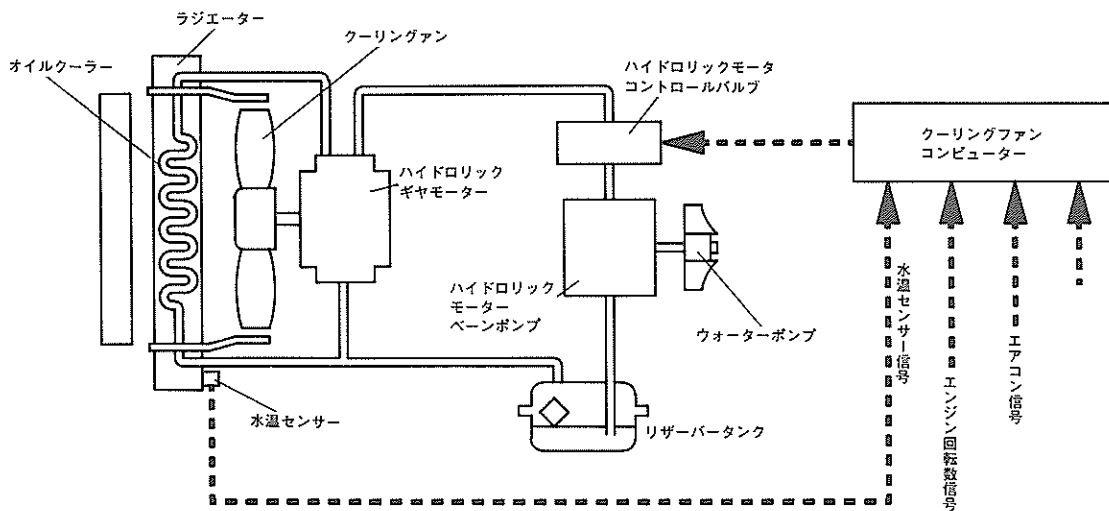 ラジエーター
クーリングァン
オイルクーラー
ハイドロリックモータ
コントロールバルブ
クーリングファン
コンピューター
ハイドロリック
ギヤモーター
ハイドロリック
モーター
ベーンポンプ
ウォーターポンプ
水温センサー
リザーバータンク
水温センサー信号
エンジン回転数信号
エアコン信号